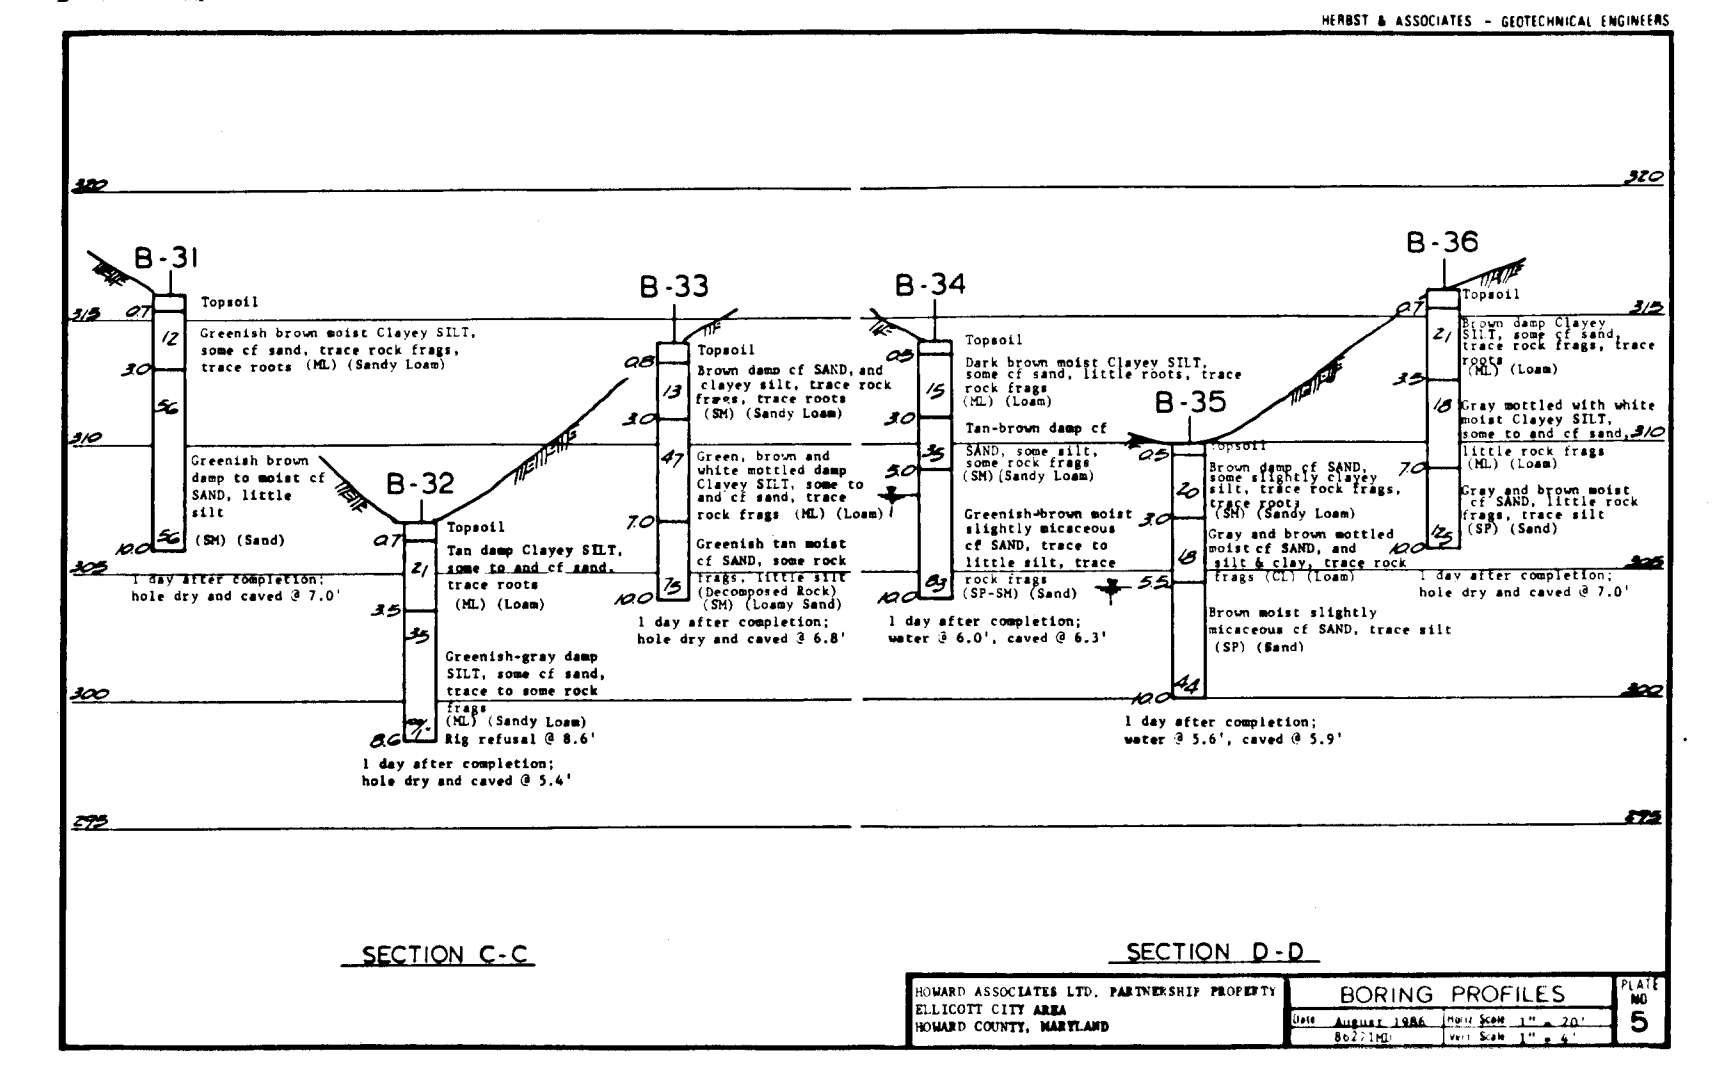 HERBST & ASSOCIATES - GEOTECHNICAL ENGINEERS
320
320
315
315
310
310
305
305
300
300
295
295
B-31
0.7
12
3.0
56
56
10.0
Topsoil
Greenish brown moist Clayey SILT,
some cf sand, trace rock frags,
trace roots (ML) (Sandy Loam)
Greenish brown
damp to moist cf
SAND, little
silt
(SM) (Sand)
1 day after completion;
hole dry and caved @ 7.0'
B-32
0.7
21
3.5
35
8.6
Topsoil
Tan damp Clayey SILT,
some to and cf sand,
trace roots
(ML) (Loam)
Greenish-gray damp
SILT, some cf sand,
trace to some rock
frags
(ML) (Sandy Loam)
Rig refusal @ 8.6'
1 day after completion;
hole dry and caved @ 5.4'
B-33
0.8
13
3.0
47
7.0
75
10.0
Topsoil
Brown damp cf SAND, and
clayey silt, trace rock
frags, trace roots
(SM) (Sandy Loam)
Green, brown and
white mottled damp
Clayey SILT, some to
and cf sand, trace
rock frags (ML) (Loam)
Greenish tan moist
cf SAND, some rock
frags, little silt
(Decomposed Rock)
(SM) (Loamy Sand)
1 day after completion;
hole dry and caved @ 6.8'
SECTION C-C
B-34
0.5
15
3.0
35
5.0
83
10.0
Topsoil
Dark brown moist Clayey SILT,
some cf sand, little roots, trace
rock frags
(ML) (Loam)
Tan-brown damp cf
SAND, some silt,
some rock frags
(SM) (Sandy Loam)
Greenish-brown moist
slightly micaceous
cf SAND, trace to
little silt, trace
rock frags
(SP-SM) (Sand)
1 day after completion;
water @ 6.0', caved @ 6.3'
B-35
0.5
20
3.0
18
5.5
44
10.0
Topsoil
Brown damp cf SAND,
some slightly clayey
silt, trace rock frags,
trace roots
(SM) (Sandy Loam)
Gray and brown mottled
moist cf SAND, and
silt & clay, trace rock
frags (CL) (Loam)
Brown moist slightly
micaceous cf SAND, trace silt
(SP) (Sand)
1 day after completion;
water @ 5.6', caved @ 5.9'
B-36
0.7
21
3.5
18
7.0
125
10.0
Topsoil
Brown damp Clayey
SILT, some cf sand,
trace rock frags, trace
roots
(ML) (Loam)
Gray mottled with white
moist Clayey SILT,
some to and cf sand,
little rock frags
(ML) (Loam)
Gray and brown moist
cf SAND, little rock
frags, trace silt
(SP) (Sand)
1 day after completion;
hole dry and caved @ 7.0'
SECTION D-D
HOWARD ASSOCIATES LTD. PARTNERSHIP PROPERTY
ELLICOTT CITY AREA
HOWARD COUNTY, MARYLAND
BORING PROFILES
Date August 1986
Horiz Scale 1" = 20'
Vert Scale 1" = 4'
PLATE
NO
5